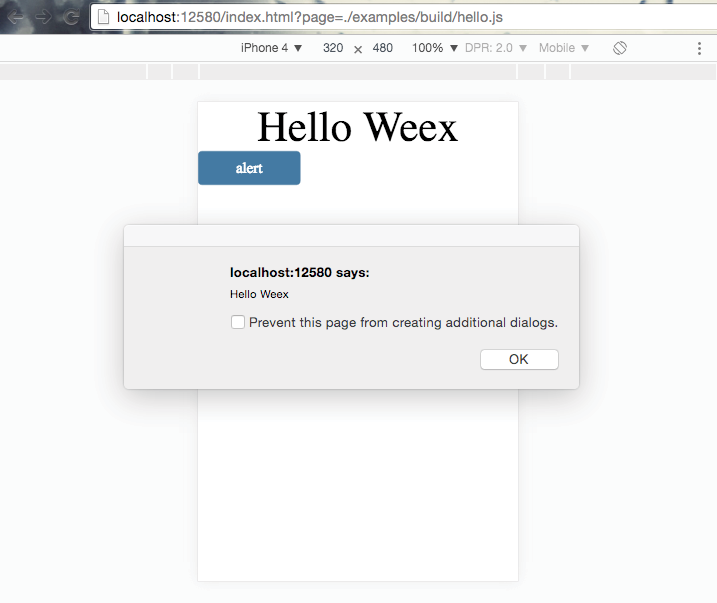 localhost:12580/index.html?page=./examples/build/hello.js
iPhone 4 ▼ 320 × 480 100% ▼ DPR: 2.0 ▼ Mobile ▼
Hello Weex
alert
localhost:12580 says:
Hello Weex
Prevent this page from creating additional dialogs.
OK